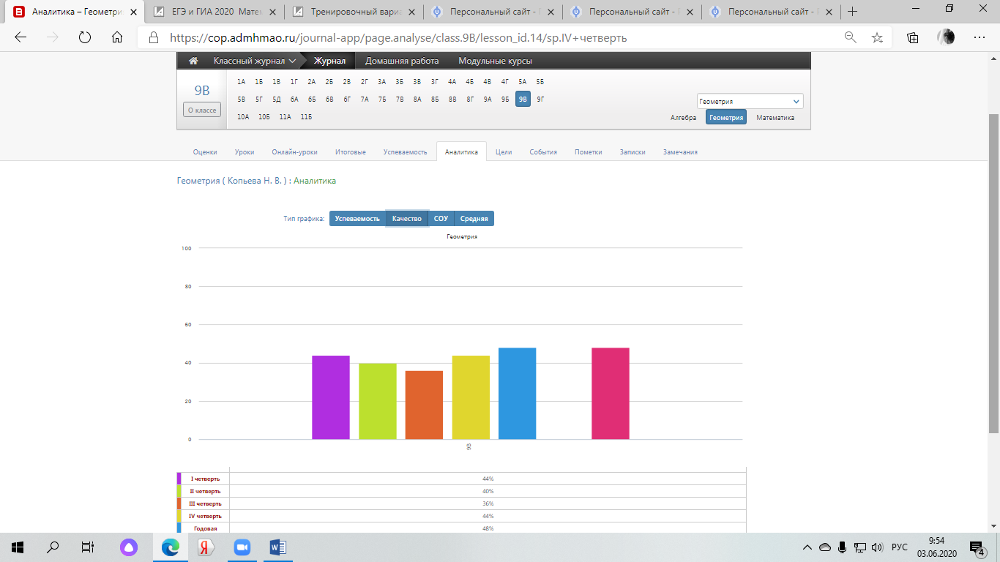 Аналитика – Геометри
ЕГЭ и ГИА 2020 Матем
Тренировочный вариа
Персональный сайт -
Персональный сайт -
Персональный сайт -
https://cop.admhmao.ru/journal-app/page.analyse/class.9В/lesson_id.14/sp.IV+четверть
Классный журнал Журнал Домашняя работа Модульные курсы
9В
О классе
1А 1Б 1В 1Г 2А 2Б 2В 2Г 3А 3Б 3В 3Г 4А 4Б 4В 4Г 5А 5Б
5В 5Г 5Д 6А 6Б 6В 6Г 7А 7Б 7В 8А 8Б 8В 8Г 9А 9Б 9В 9Г
10А 10Б 11А 11Б
Геометрия
Алгебра Геометрия Математика
Оценки Уроки Онлайн-уроки Итоговые Успеваемость Аналитика Цели События Пометки Записки Замечания
Геометрия ( Копьева Н. В. ) : Аналитика
Тип графика: Успеваемость Качество СОУ Средняя
Геометрия
100
80
60
40
20
0
9В
I четверть 44%
II четверть 40%
III четверть 36%
IV четверть 44%
Годовая 48%
РУС
9:54
03.06.2020
4